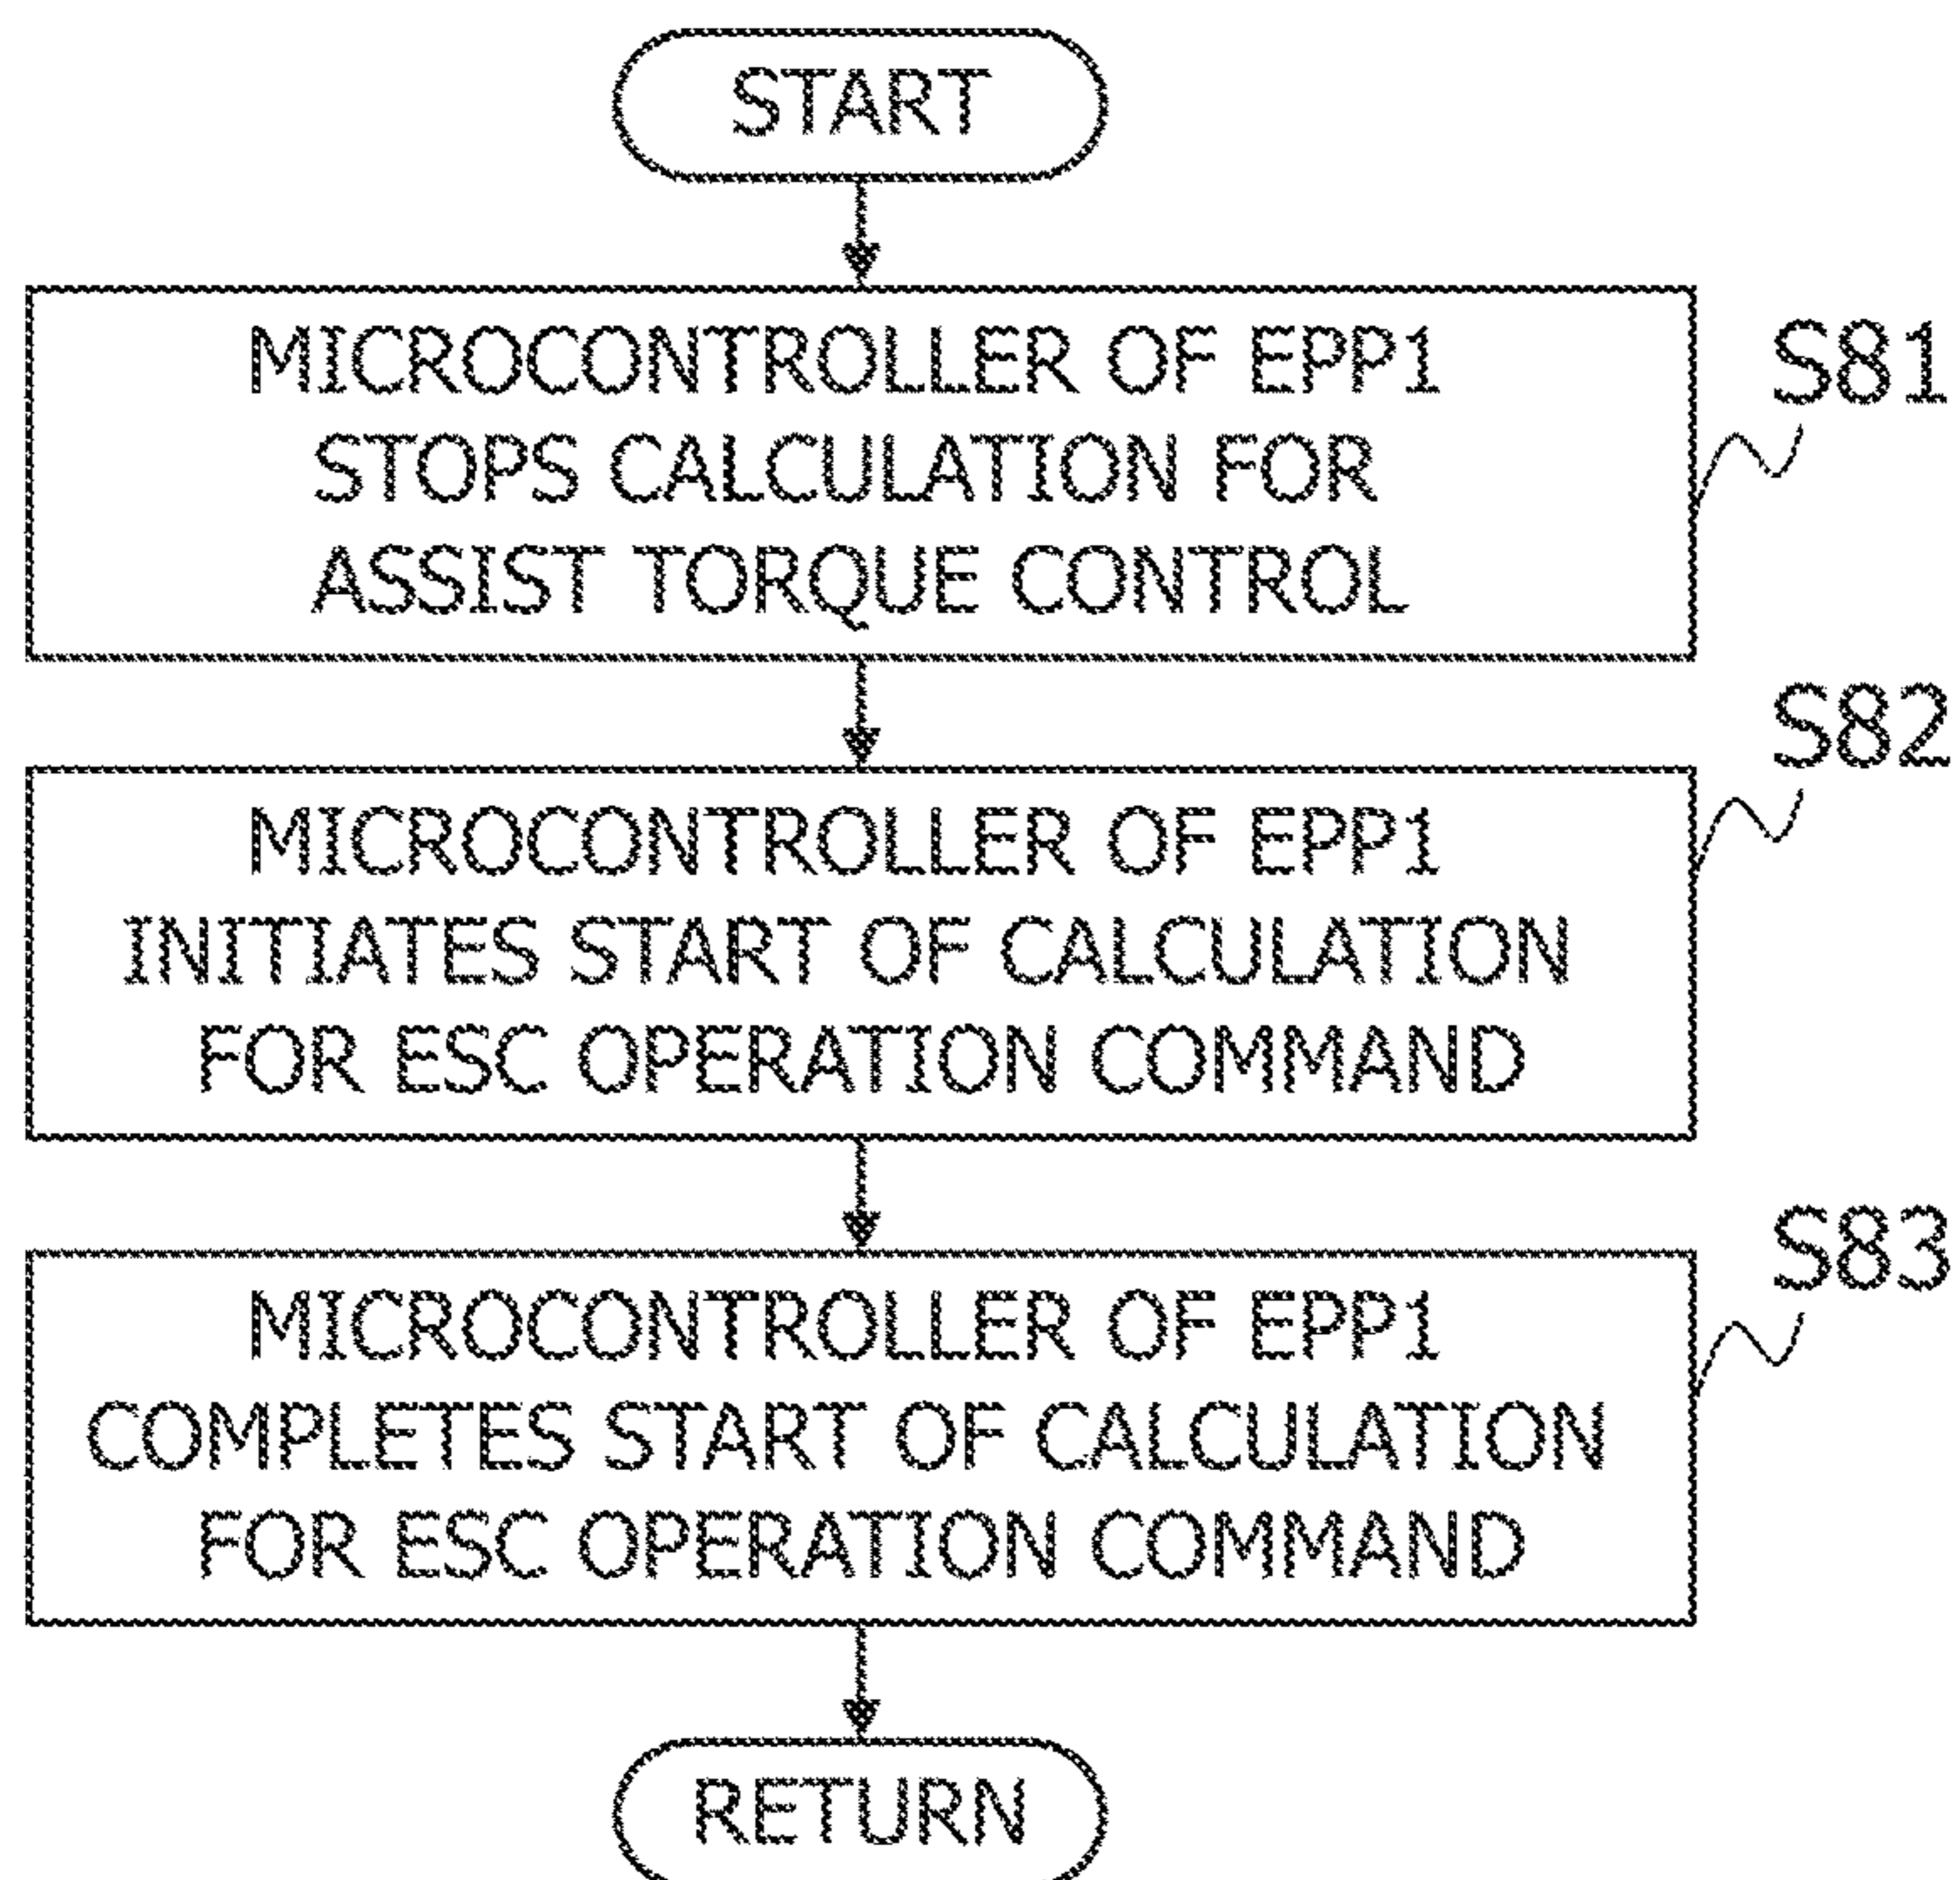 START
MICROCONTROLLER OF EPP1
STOPS CALCULATION FOR
ASSIST TORQUE CONTROL
S81
MICROCONTROLLER OF EPP1
INITIATES START OF CALCULATION
FOR ESC OPERATION COMMAND
S82
MICROCONTROLLER OF EPP1
COMPLETES START OF CALCULATION
FOR ESC OPERATION COMMAND
S83
RETURN